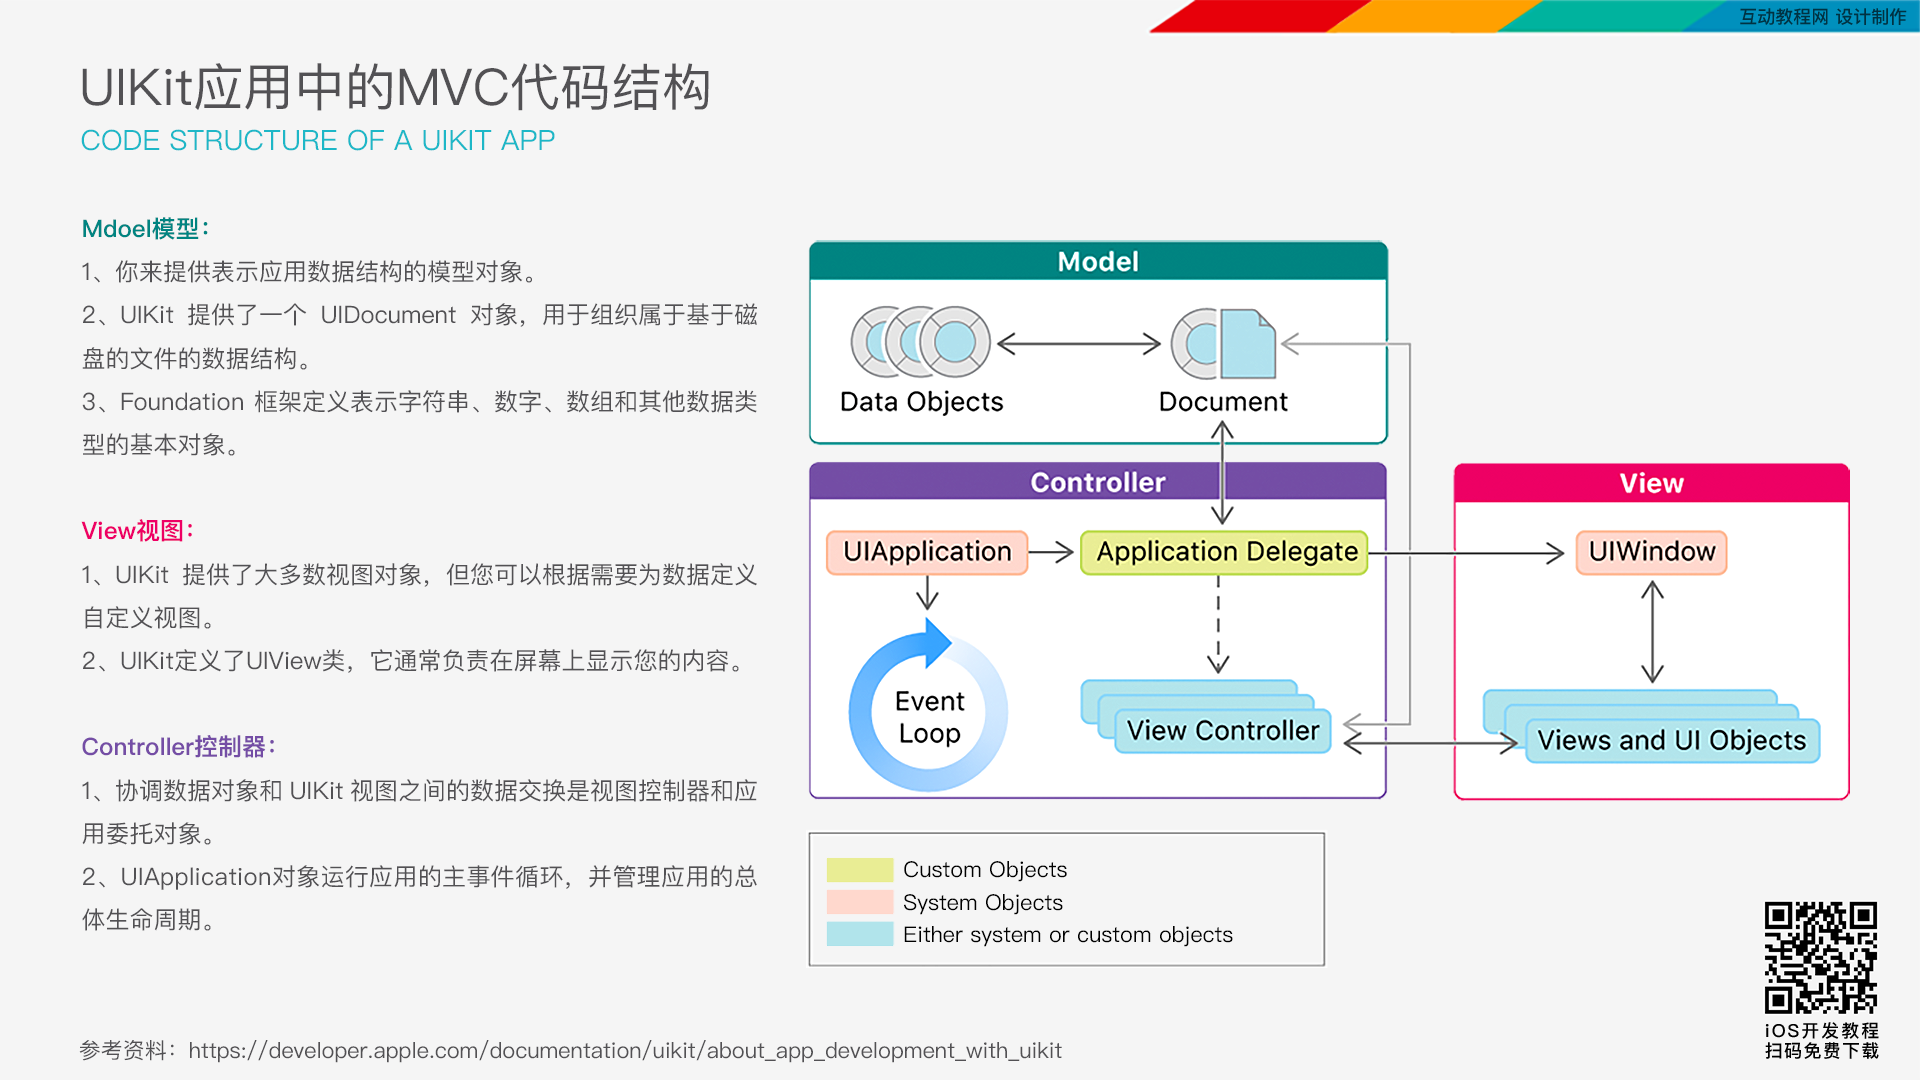 互动教程网 设计制作
UIKit应用中的MVC代码结构
CODE STRUCTURE OF A UIKIT APP
Mdoel模型：
1、你来提供表示应用数据结构的模型对象。
2、UIKit 提供了一个 UIDocument 对象，用于组织属于基于磁
盘的文件的数据结构。
3、Foundation 框架定义表示字符串、数字、数组和其他数据类
型的基本对象。
View视图：
1、UIKit 提供了大多数视图对象，但您可以根据需要为数据定义
自定义视图。
2、UIKit定义了UIView类，它通常负责在屏幕上显示您的内容。
Controller控制器：
1、协调数据对象和 UIKit 视图之间的数据交换是视图控制器和应
用委托对象。
2、UIApplication对象运行应用的主事件循环，并管理应用的总
体生命周期。
Model
Data Objects
Document
Controller
UIApplication
Application Delegate
Event
Loop
View Controller
View
UIWindow
Views and UI Objects
Custom Objects
System Objects
Either system or custom objects
iOS开发教程
扫码免费下载
参考资料：https://developer.apple.com/documentation/uikit/about_app_development_with_uikit